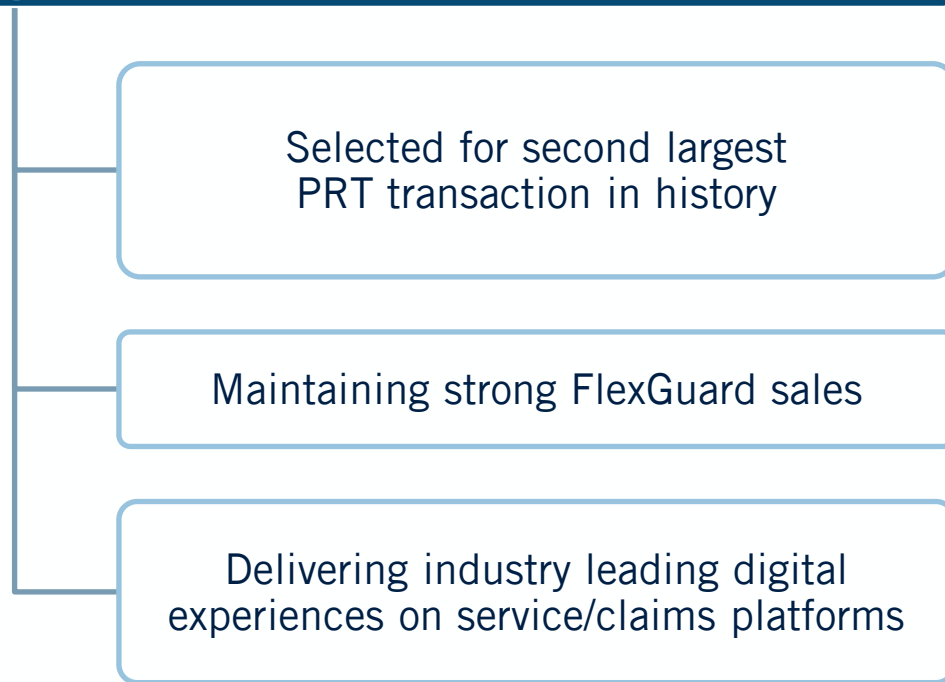 Selected for second largest
PRT transaction in history
Maintaining strong FlexGuard sales
Delivering industry leading digital
experiences on service/claims platforms